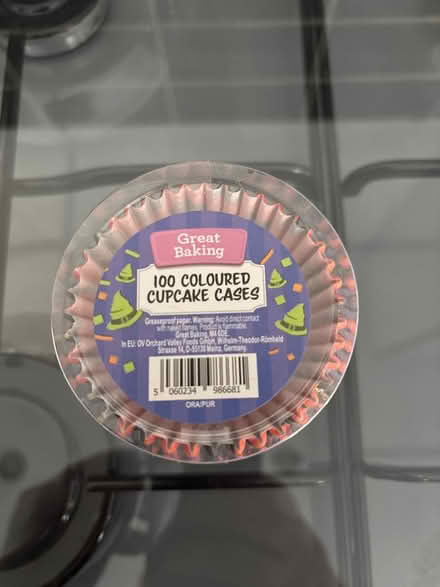 Great
Baking
100 COLOURED
CUPCAKE CASES
Greaseproof paper. Warning: Avoid direct contact
with naked flames. Product is flammable.
Great Baking, M4 6DE.
In EU: OV Orchard Valley Foods GmbH, Wilhelm-Theodor-Römheld
Strasse 14, D-55130 Mainz, Germany.
5 060234 986681
ORA/PUR